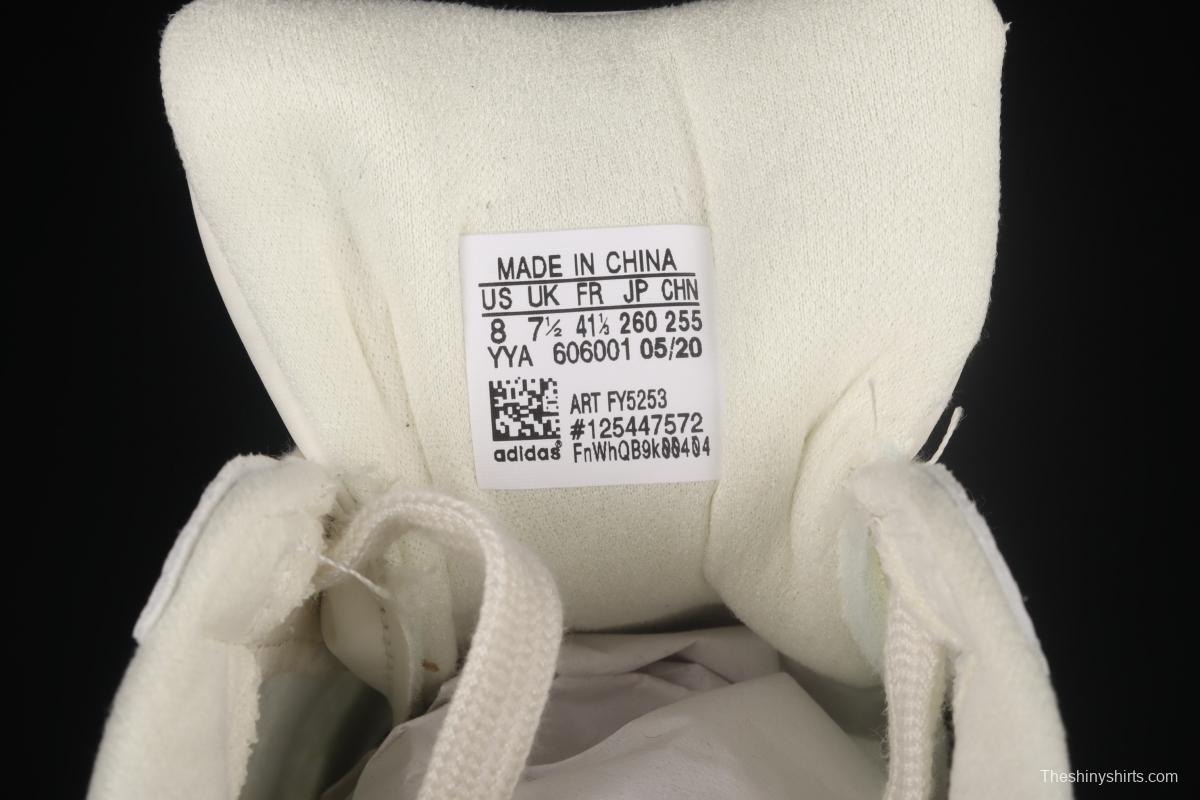 MADE IN CHINA
US UK FR JP CHN
8 7½ 41⅓ 260 255
YYA 606001 05/20
ART FY5253
#125447572
adidas® FnWhQB9k00404
Theshinyshirts.com